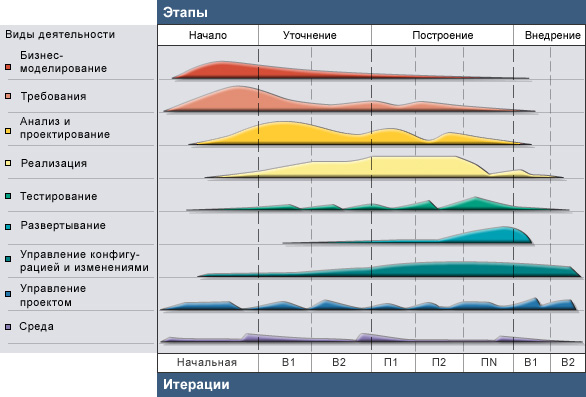 Этапы
Виды деятельности
Начало Уточнение Построение Внедрение
Бизнес-
моделирование
Требования
Анализ и
проектирование
Реализация
Тестирование
Развертывание
Управление конфигу-
рацией и изменениями
Управление
проектом
Среда
Начальная В1 В2 П1 П2 ПN В1 В2
Итерации